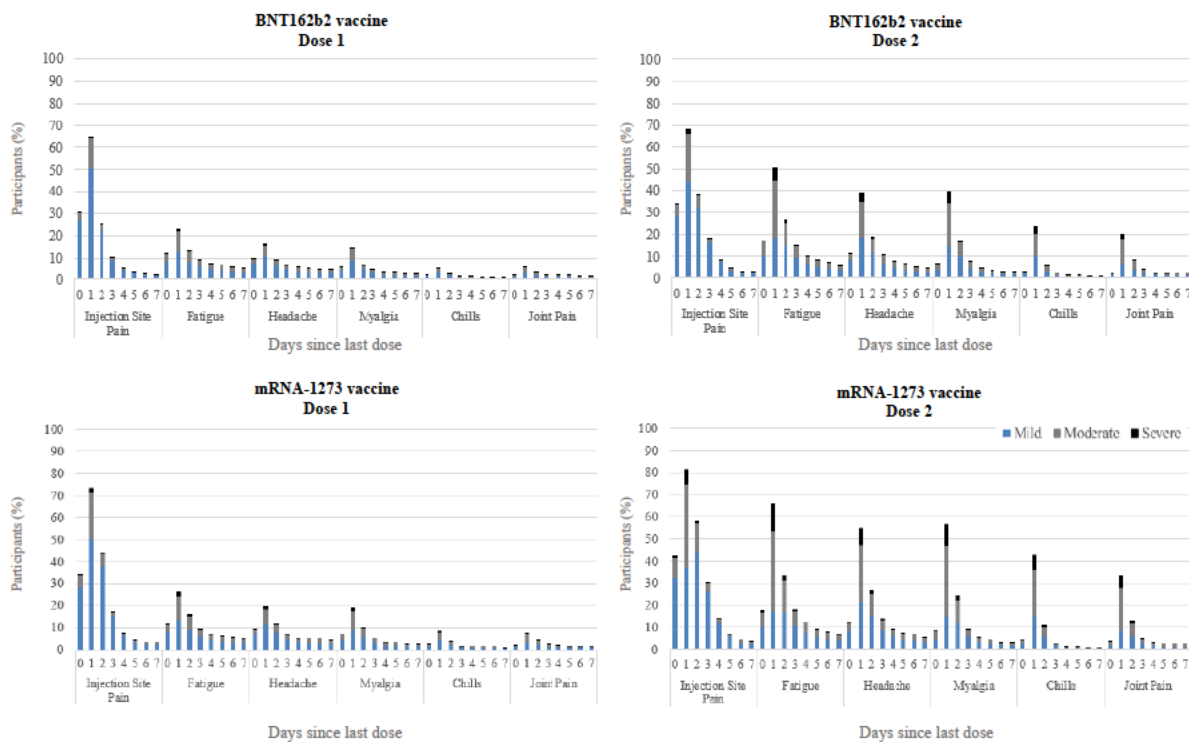 BNT162b2 vaccine
Dose 1
100
90
80
70
60
50
40
30
20
10
0
Participants (%)
0 1 2 3 4 5 6 7 0 1 2 3 4 5 6 7 0 1 2 3 4 5 6 7 0 1 2 3 4 5 6 7 0 1 2 3 4 5 6 7 0 1 2 3 4 5 6 7
Injection Site Fatigue Headache Myalgia Chills Joint Pain
Pain
Days since last dose
BNT162b2 vaccine
Dose 2
100
90
80
70
60
50
40
30
20
10
0
Participants (%)
0 1 2 3 4 5 6 7 0 1 2 3 4 5 6 7 0 1 2 3 4 5 6 7 0 1 2 3 4 5 6 7 0 1 2 3 4 5 6 7 0 1 2 3 4 5 6 7
Injection Site Fatigue Headache Myalgia Chills Joint Pain
Pain
Days since last dose
mRNA-1273 vaccine
Dose 1
100
90
80
70
60
50
40
30
20
10
0
Participants (%)
0 1 2 3 4 5 6 7 0 1 2 3 4 5 6 7 0 1 2 3 4 5 6 7 0 1 2 3 4 5 6 7 0 1 2 3 4 5 6 7 0 1 2 3 4 5 6 7
Injection Site Fatigue Headache Myalgia Chills Joint Pain
Pain
Days since last dose
mRNA-1273 vaccine
Dose 2
Mild Moderate Severe
100
90
80
70
60
50
40
30
20
10
0
Participants (%)
0 1 2 3 4 5 6 7 0 1 2 3 4 5 6 7 0 1 2 3 4 5 6 7 0 1 2 3 4 5 6 7 0 1 2 3 4 5 6 7 0 1 2 3 4 5 6 7
Injection Site Fatigue Headache Myalgia Chills Joint Pain
Pain
Days since last dose